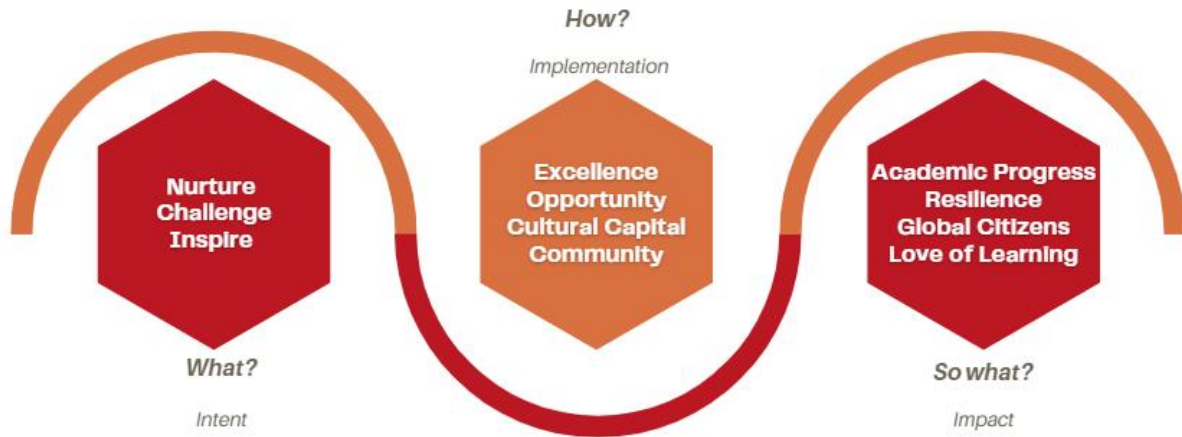 Nurture
Challenge
Inspire
What?
Intent
How?
Implementation
Excellence
Opportunity
Cultural Capital
Community
Academic Progress
Resilience
Global Citizens
Love of Learning
So what?
Impact